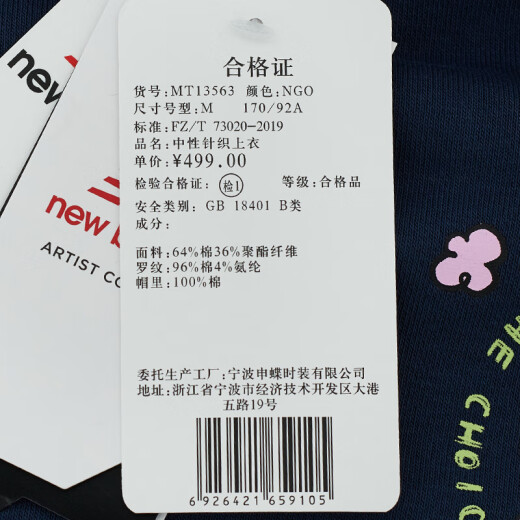 合格证
货号:MT13563 颜色:NGO
尺寸号型:M 170/92A
标准:FZ/T 73020-2019
品名:中性针织上衣
单价:¥499.00
检验合格证: 检1 等级:合格品
安全类别: GB 18401 B类
成分:
面料:64%棉36%聚酯纤维
罗纹:96%棉4%氨纶
帽里:100%棉
委托生产工厂:宁波申蝶时装有限公司
地址:浙江省宁波市经济技术开发区大港
五路19号
6 926421 659105
new
new b
ARTIST CO
CHOIC